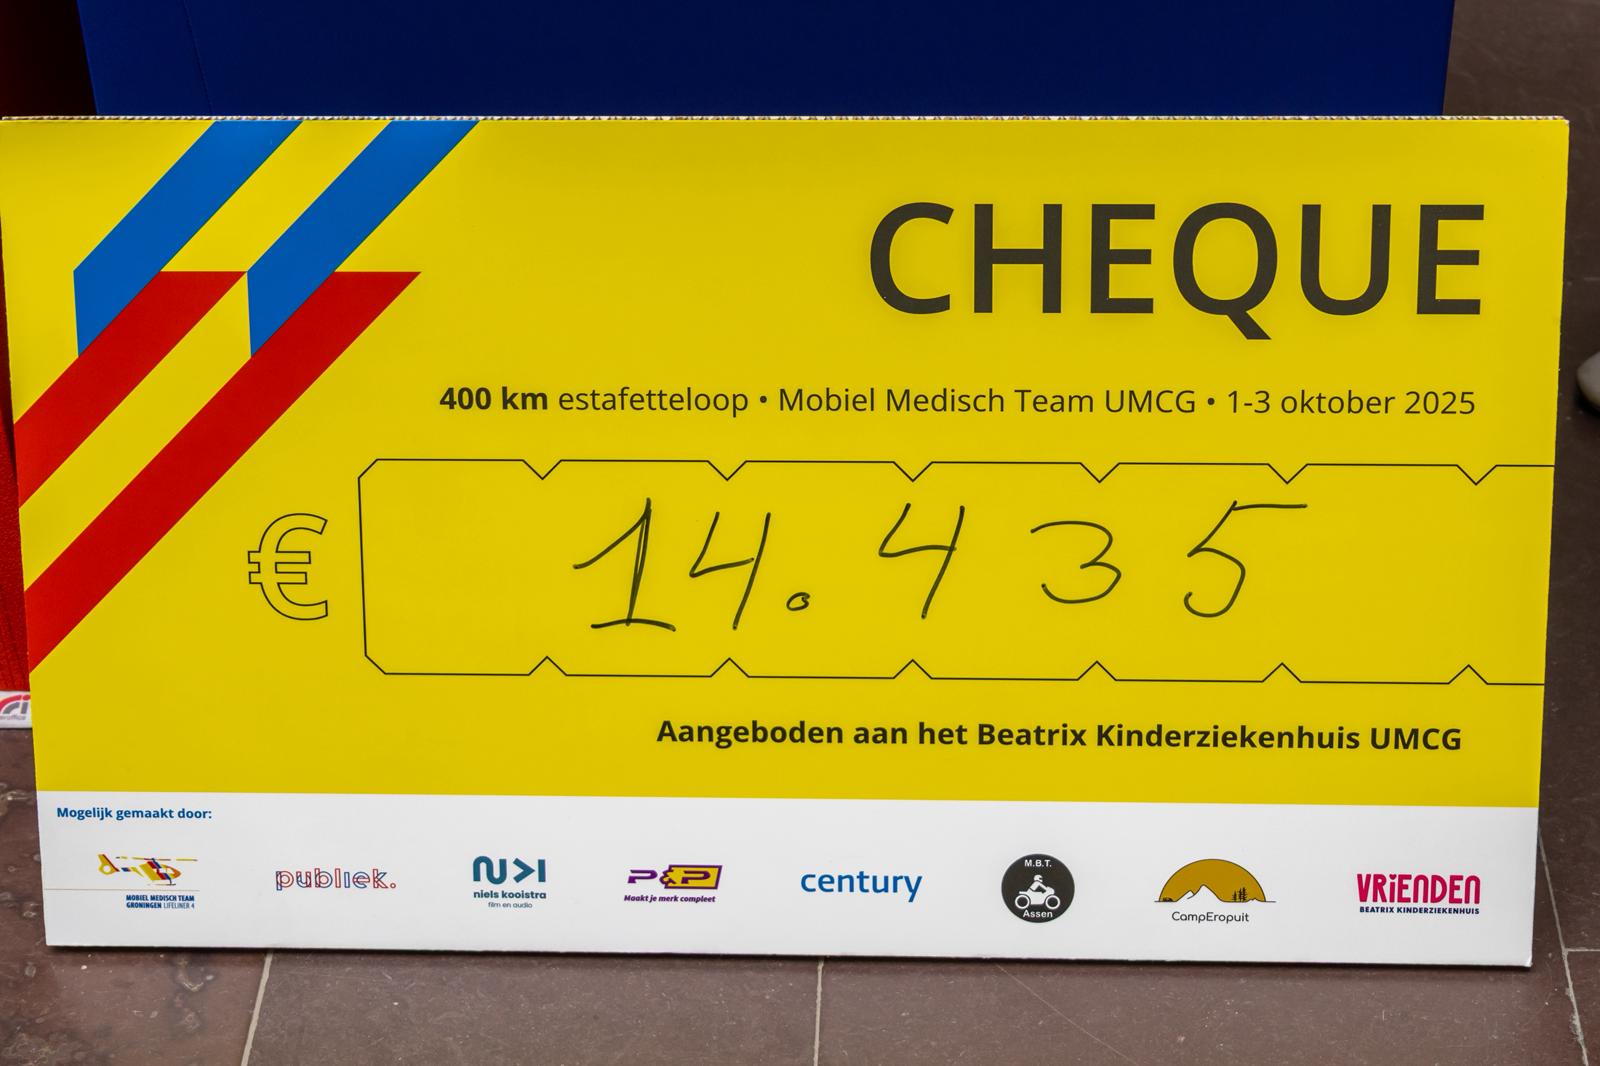 CHEQUE
400 km estafetteloop • Mobiel Medisch Team UMCG • 1-3 oktober 2025
€ 14.435
Aangeboden aan het Beatrix Kinderziekenhuis UMCG
Mogelijk gemaakt door:
MOBIEL MEDISCH TEAM
GRONINGEN LIFELINER 4
publiek.
niels kooistra
film en audio
P&P
Maakt je merk compleet
century
M.B.T.
Assen
CampEropuit
VRiENDEN
BEATRIX KINDERZIEKENHUIS